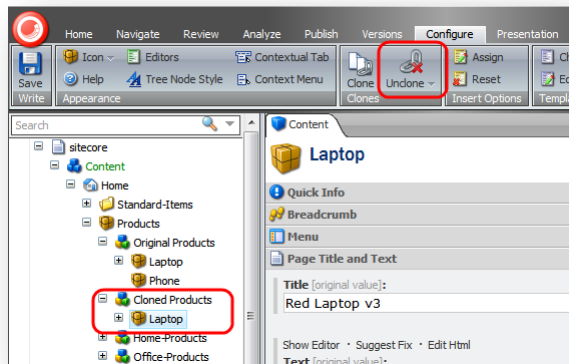 Home Navigate Review Analyze Publish Versions Configure Presentation
Icon Editors Contextual Tab Assign
Save Help Tree Node Style Context Menu Clone Unclone Reset
Write Appearance Clones Insert Options
Search
sitecore
Content
Home
Standard-Items
Products
Original Products
Laptop
Phone
Cloned Products
Laptop
Home-Products
Office-Products
Content
Laptop
Quick Info
Breadcrumb
Menu
Page Title and Text
Title [original value]:
Red Laptop v3
Show Editor · Suggest Fix · Edit Html
Text [original value]: